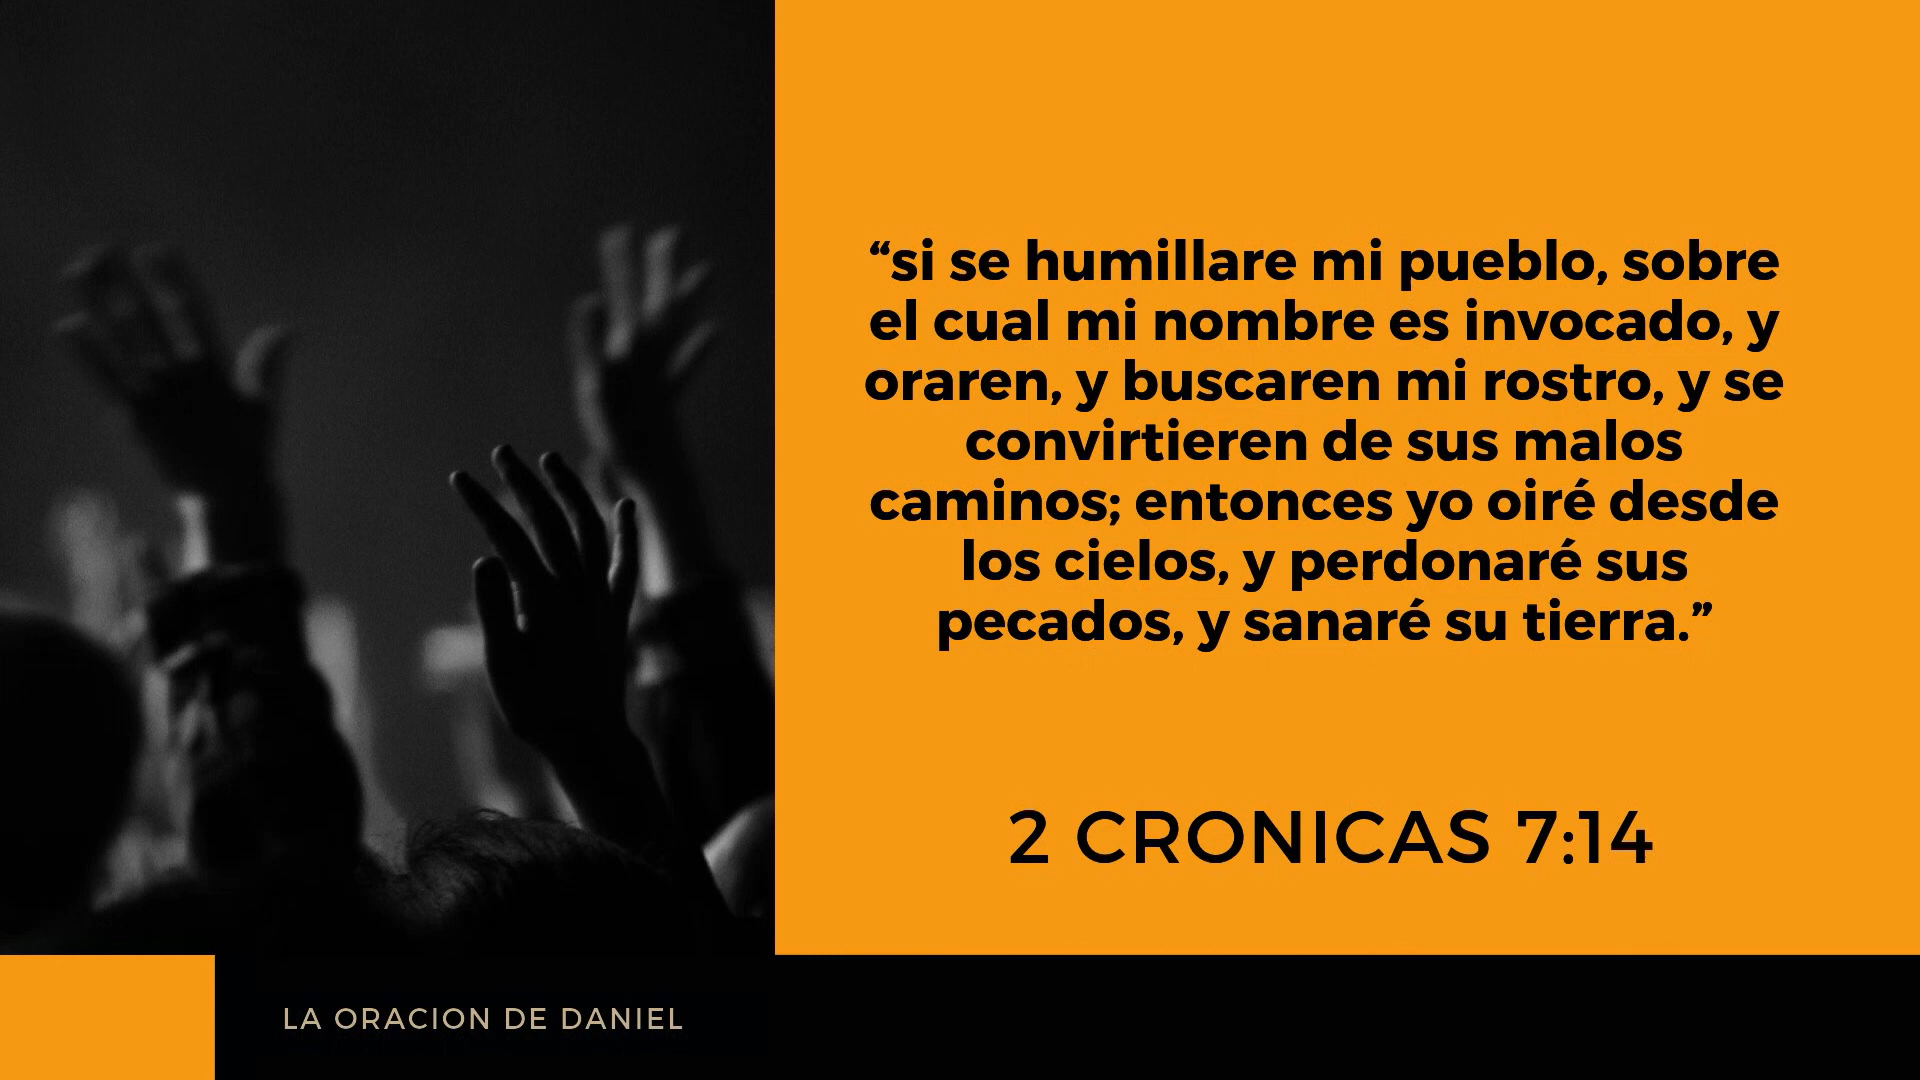 “si se humillare mi pueblo, sobre
el cual mi nombre es invocado, y
oraren, y buscaren mi rostro, y se
convirtieren de sus malos
caminos; entonces yo oiré desde
los cielos, y perdonaré sus
pecados, y sanaré su tierra.”
2 CRONICAS 7:14
LA ORACION DE DANIEL